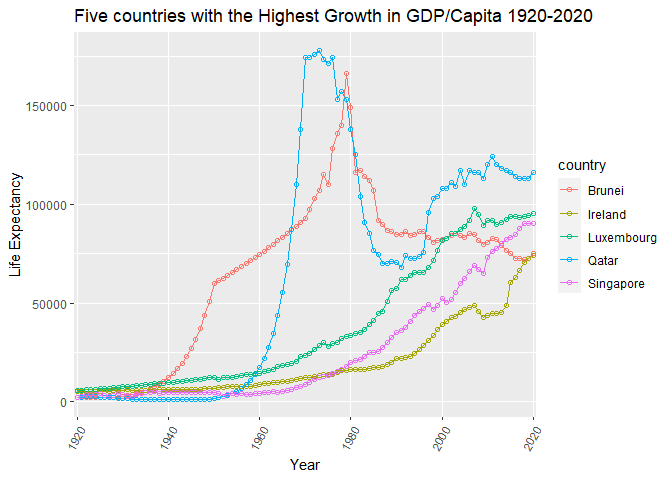 Five countries with the Highest Growth in GDP/Capita 1920-2020
150000
100000
50000
0
Life Expectancy
1920
1940
1960
1980
2000
2020
Year
country
Brunei
Ireland
Luxembourg
Qatar
Singapore